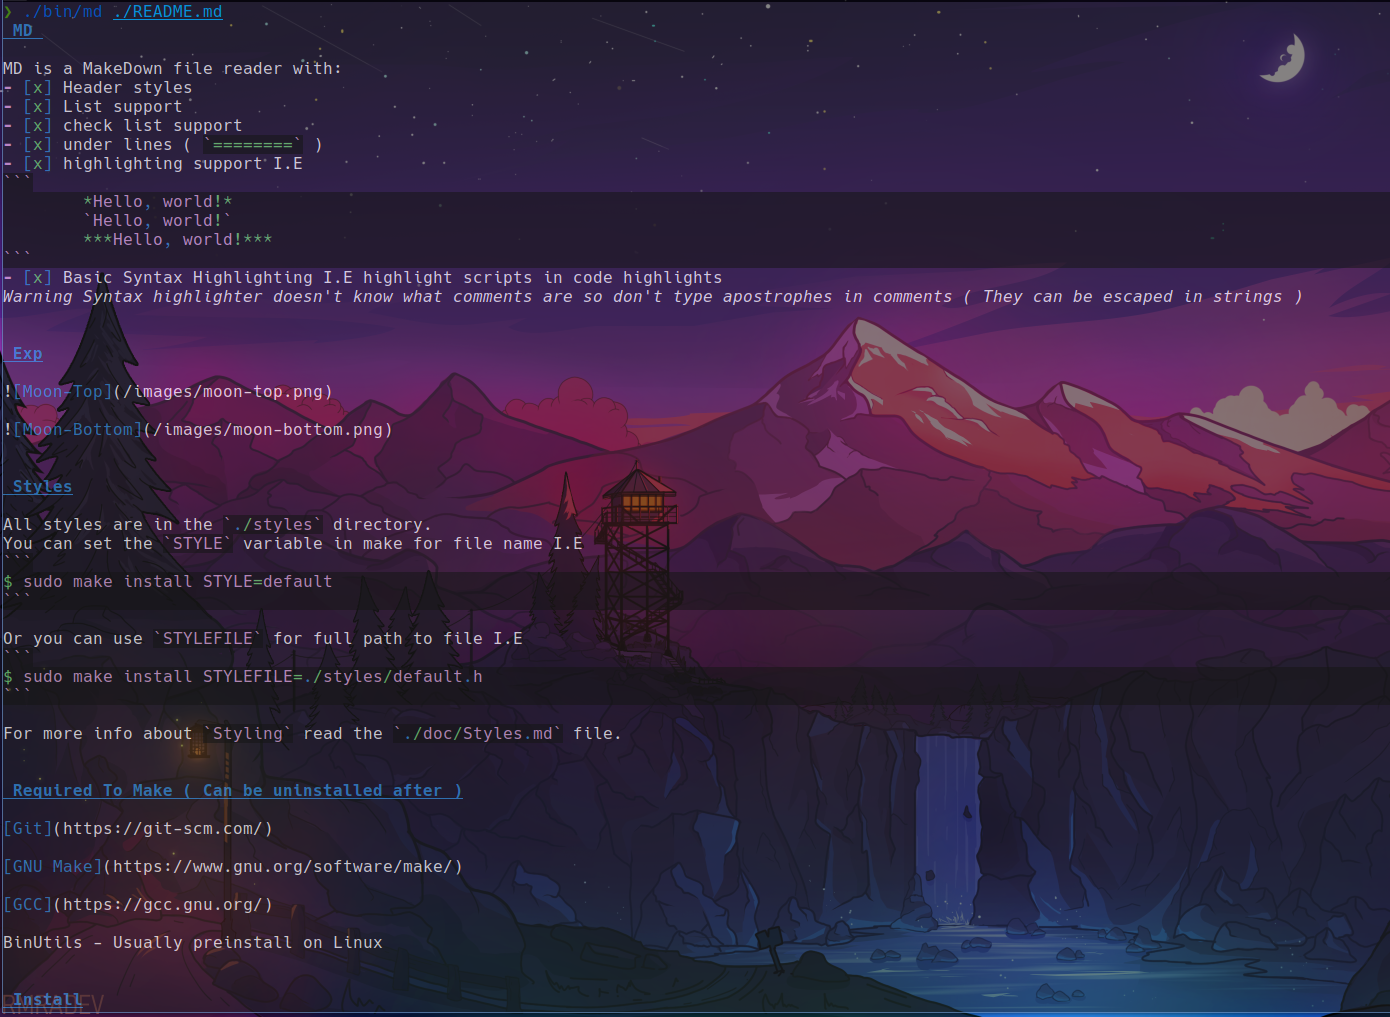 ❯ ./bin/md ./README.md
MD
MD is a MakeDown file reader with:
- [x] Header styles
- [x] List support
- [x] check list support
- [x] under lines ( `========` )
- [x] highlighting support I.E
```
*Hello, world!*
`Hello, world!`
***Hello, world!***
```
- [x] Basic Syntax Highlighting I.E highlight scripts in code highlights
Warning Syntax highlighter doesn't know what comments are so don't type apostrophes in comments ( They can be escaped in strings )
Exp
![Moon-Top](/images/moon-top.png)
![Moon-Bottom](/images/moon-bottom.png)
Styles
All styles are in the `./styles` directory.
You can set the `STYLE` variable in make for file name I.E
```
$ sudo make install STYLE=default
```
Or you can use `STYLEFILE` for full path to file I.E
```
$ sudo make install STYLEFILE=./styles/default.h
```
For more info about `Styling` read the `./doc/Styles.md` file.
Required To Make ( Can be uninstalled after )
[Git](https://git-scm.com/)
[GNU Make](https://www.gnu.org/software/make/)
[GCC](https://gcc.gnu.org/)
BinUtils - Usually preinstall on Linux
Install